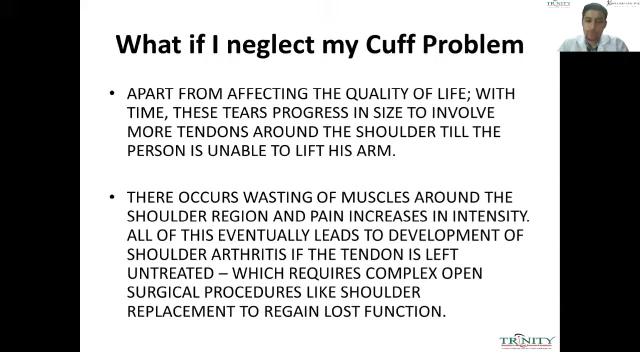 TRINITY
What if I neglect my Cuff Problem
• APART FROM AFFECTING THE QUALITY OF LIFE; WITH
TIME, THESE TEARS PROGRESS IN SIZE TO INVOLVE
MORE TENDONS AROUND THE SHOULDER TILL THE
PERSON IS UNABLE TO LIFT HIS ARM.
• THERE OCCURS WASTING OF MUSCLES AROUND THE
SHOULDER REGION AND PAIN INCREASES IN INTENSITY.
ALL OF THIS EVENTUALLY LEADS TO DEVELOPMENT OF
SHOULDER ARTHRITIS IF THE TENDON IS LEFT
UNTREATED – WHICH REQUIRES COMPLEX OPEN
SURGICAL PROCEDURES LIKE SHOULDER
REPLACEMENT TO REGAIN LOST FUNCTION.
TRINITY